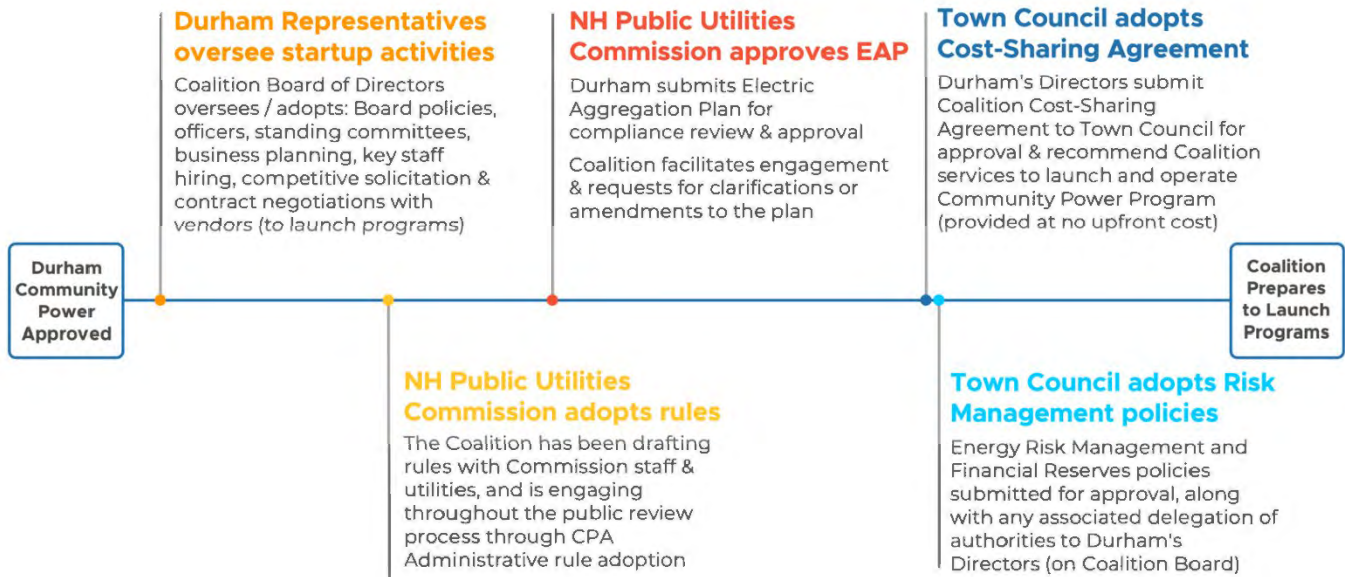 Durham Representatives
oversee startup activities
Coalition Board of Directors
oversees / adopts: Board policies,
officers, standing committees,
business planning, key staff
hiring, competitive solicitation &
contract negotiations with
vendors (to launch programs)
NH Public Utilities
Commission approves EAP
Durham submits Electric
Aggregation Plan for
compliance review & approval
Coalition facilitates engagement
& requests for clarifications or
amendments to the plan
Town Council adopts
Cost-Sharing Agreement
Durham's Directors submit
Coalition Cost-Sharing
Agreement to Town Council for
approval & recommend Coalition
services to launch and operate
Community Power Program
(provided at no upfront cost)
Durham
Community
Power
Approved
Coalition
Prepares
to Launch
Programs
NH Public Utilities
Commission adopts rules
The Coalition has been drafting
rules with Commission staff &
utilities, and is engaging
throughout the public review
process through CPA
Administrative rule adoption
Town Council adopts Risk
Management policies
Energy Risk Management and
Financial Reserves policies
submitted for approval, along
with any associated delegation of
authorities to Durham's
Directors (on Coalition Board)